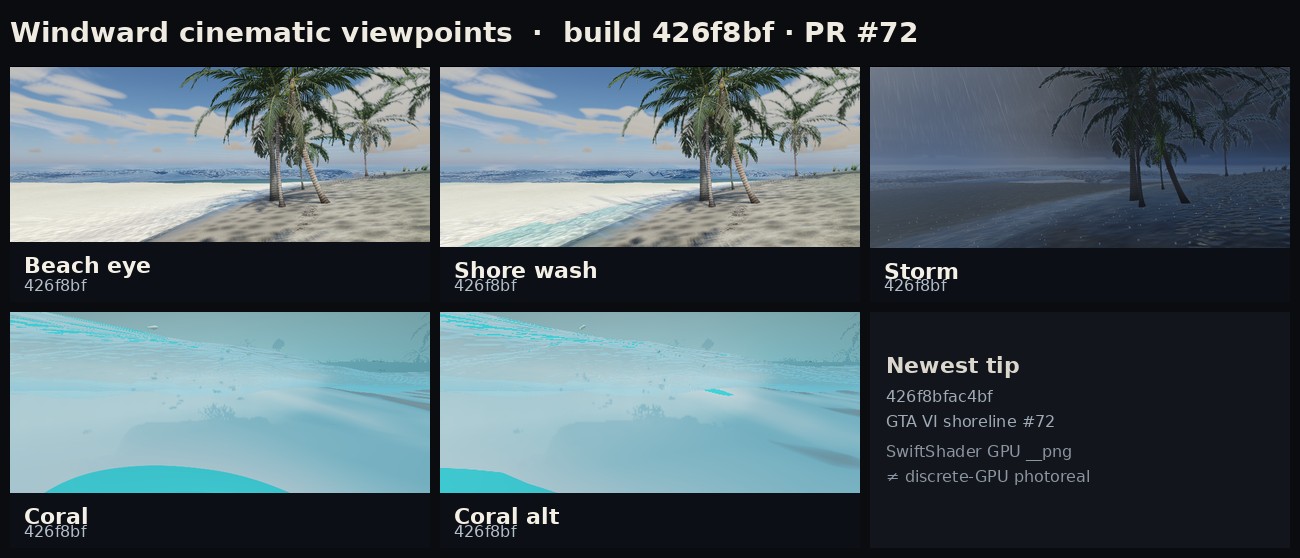 Windward cinematic viewpoints · build 426f8bf · PR #72
Beach eye
426f8bf
Shore wash
426f8bf
Storm
426f8bf
Coral
426f8bf
Coral alt
426f8bf
Newest tip
426f8bfac4bf
GTA VI shoreline #72
SwiftShader GPU __png
≠ discrete-GPU photoreal